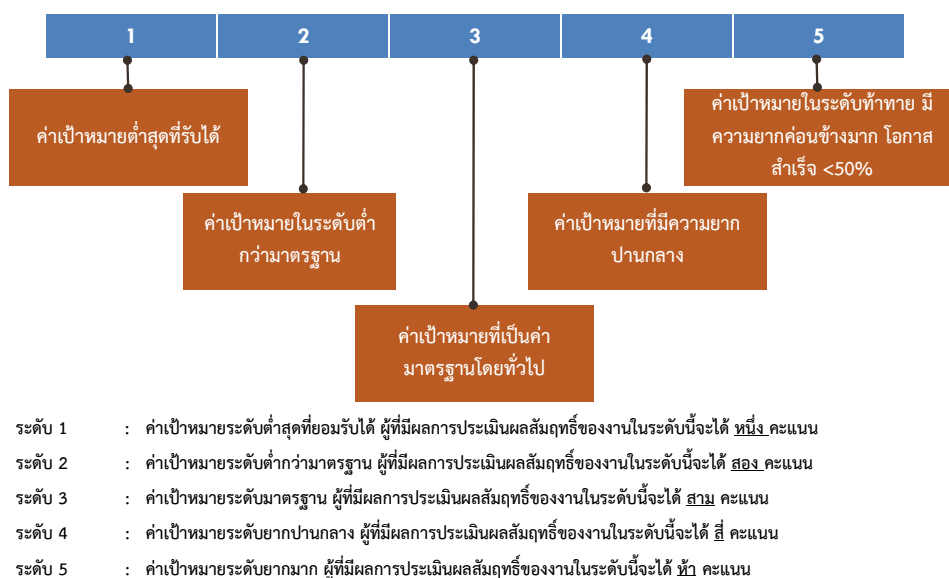 1 2 3 4 5
ค่าเป้าหมายต่ำสุดที่รับได้
ค่าเป้าหมายในระดับต่ำ
กว่ามาตรฐาน
ค่าเป้าหมายที่เป็นค่า
มาตรฐานโดยทั่วไป
ค่าเป้าหมายที่มีความยาก
ปานกลาง
ค่าเป้าหมายในระดับท้าทาย มี
ความยากค่อนข้างมาก โอกาส
สำเร็จ <50%
ระดับ 1 : ค่าเป้าหมายระดับต่ำสุดที่ยอมรับได้ ผู้ที่มีผลการประเมินผลสัมฤทธิ์ของงานในระดับนี้จะได้ หนึ่ง คะแนน
ระดับ 2 : ค่าเป้าหมายระดับต่ำกว่ามาตรฐาน ผู้ที่มีผลการประเมินผลสัมฤทธิ์ของงานในระดับนี้จะได้ สอง คะแนน
ระดับ 3 : ค่าเป้าหมายระดับมาตรฐาน ผู้ที่มีผลการประเมินผลสัมฤทธิ์ของงานในระดับนี้จะได้ สาม คะแนน
ระดับ 4 : ค่าเป้าหมายระดับยากปานกลาง ผู้ที่มีผลการประเมินผลสัมฤทธิ์ของงานในระดับนี้จะได้ สี่ คะแนน
ระดับ 5 : ค่าเป้าหมายระดับยากมาก ผู้ที่มีผลการประเมินผลสัมฤทธิ์ของงานในระดับนี้จะได้ ห้า คะแนน